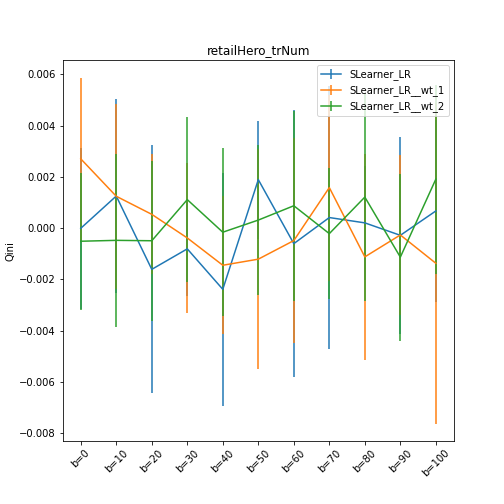 retailHero_trNum
SLearner_LR
SLearner_LR__wt_1
SLearner_LR__wt_2
Qini
0.006
0.004
0.002
0.000
−0.002
−0.004
−0.006
−0.008
b=0
b=10
b=20
b=30
b=40
b=50
b=60
b=70
b=80
b=90
b=100